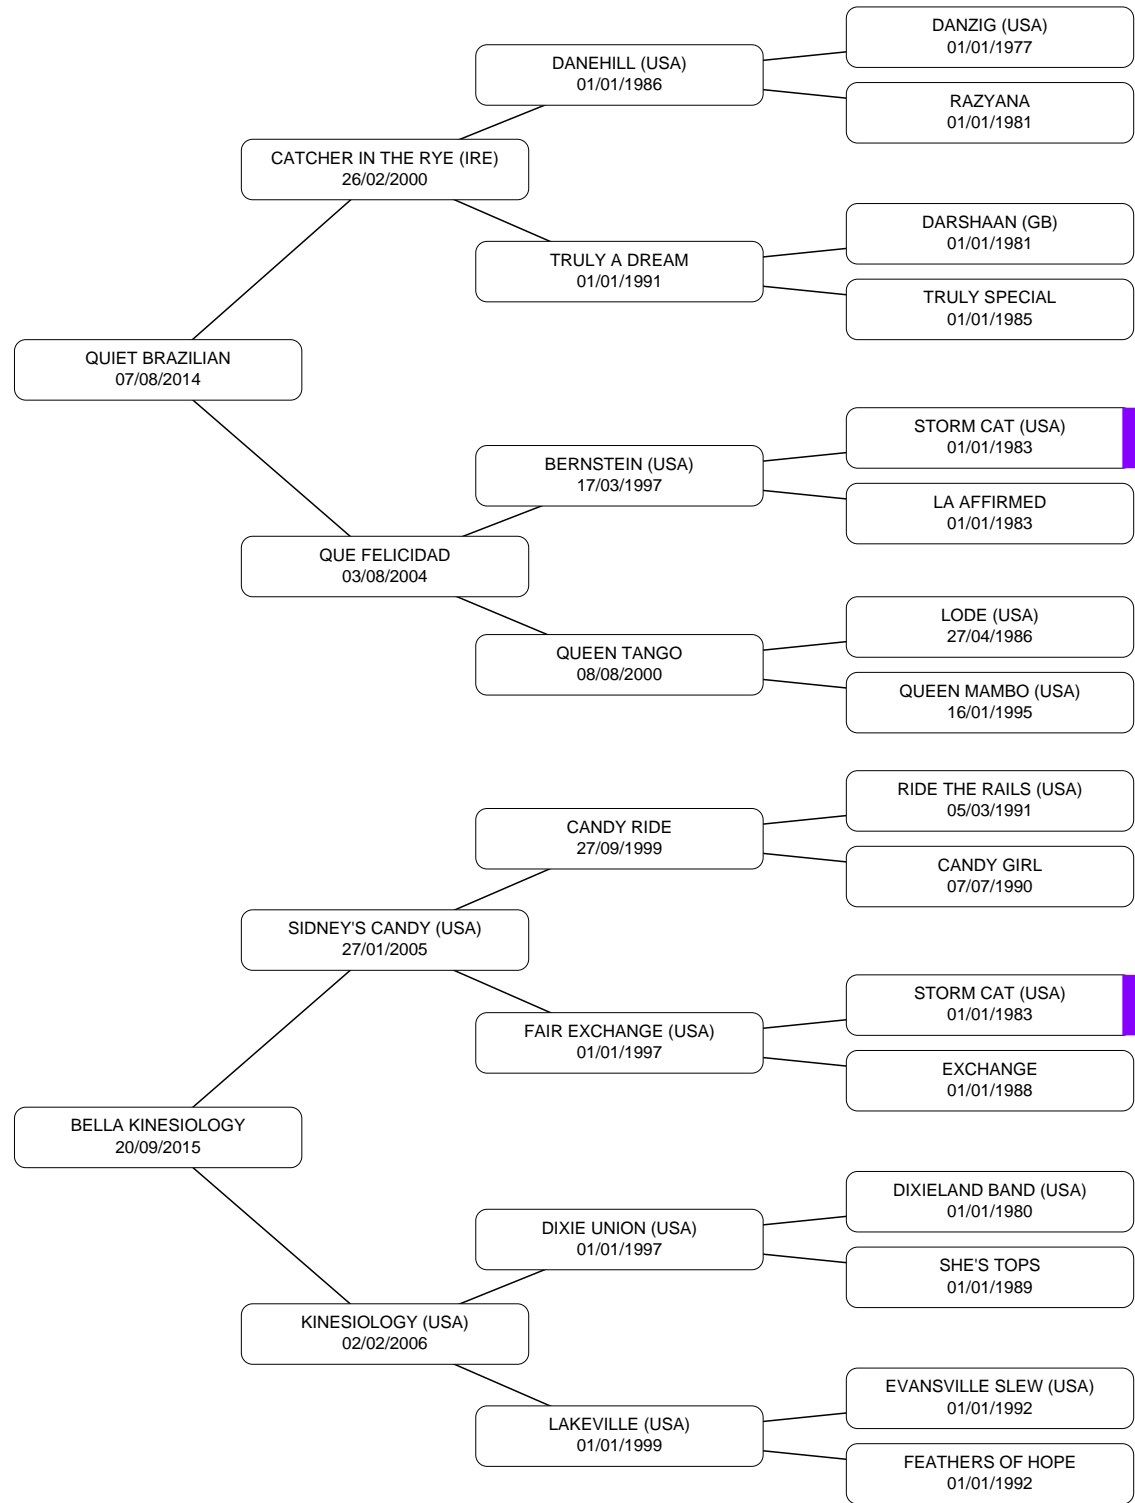 DANZIG (USA)
01/01/1977
DANEHILL (USA)
01/01/1986
RAZYANA
01/01/1981
CATCHER IN THE RYE (IRE)
26/02/2000
DARSHAAN (GB)
01/01/1981
TRULY A DREAM
01/01/1991
TRULY SPECIAL
01/01/1985
QUIET BRAZILIAN
07/08/2014
STORM CAT (USA)
01/01/1983
BERNSTEIN (USA)
17/03/1997
LA AFFIRMED
01/01/1983
QUE FELICIDAD
03/08/2004
LODE (USA)
27/04/1986
QUEEN TANGO
08/08/2000
QUEEN MAMBO (USA)
16/01/1995
RIDE THE RAILS (USA)
05/03/1991
CANDY RIDE
27/09/1999
CANDY GIRL
07/07/1990
SIDNEY'S CANDY (USA)
27/01/2005
STORM CAT (USA)
01/01/1983
FAIR EXCHANGE (USA)
01/01/1997
EXCHANGE
01/01/1988
BELLA KINESIOLOGY
20/09/2015
DIXIELAND BAND (USA)
01/01/1980
DIXIE UNION (USA)
01/01/1997
SHE'S TOPS
01/01/1989
KINESIOLOGY (USA)
02/02/2006
EVANSVILLE SLEW (USA)
01/01/1992
LAKEVILLE (USA)
01/01/1999
FEATHERS OF HOPE
01/01/1992